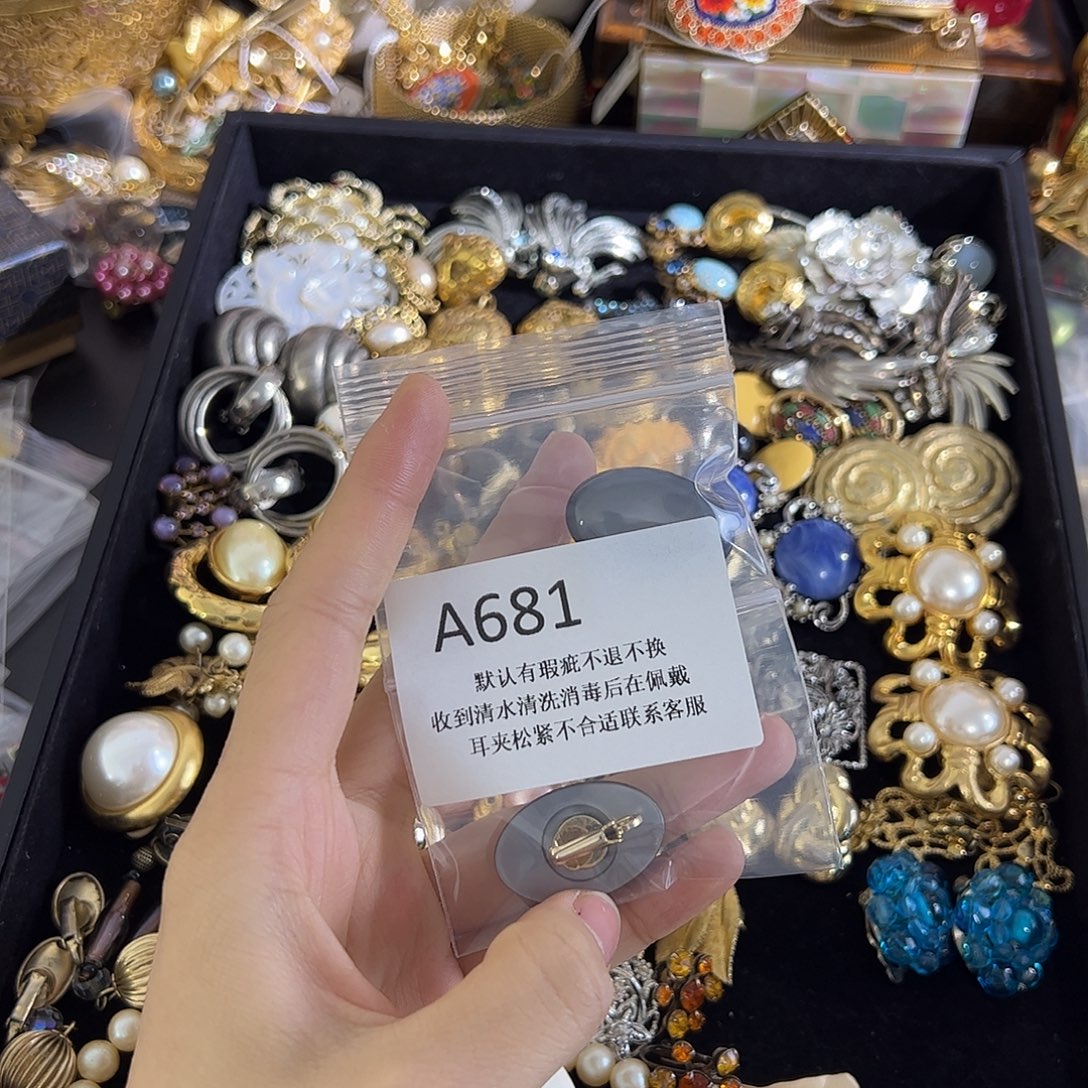 A681
默认有瑕疵不退不换
收到清水清洗消毒后在佩戴
耳夹松紧不合适联系客服